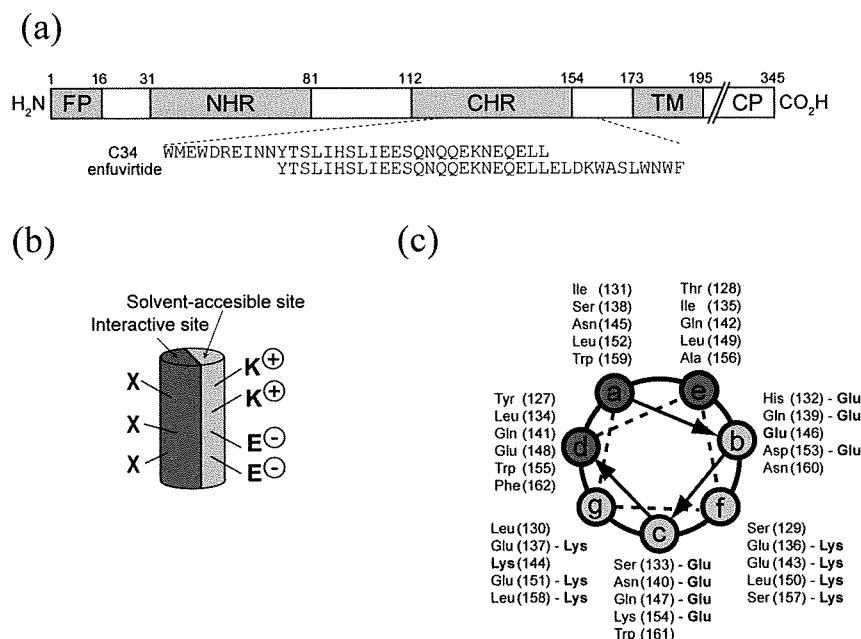 (a)
1 16 31 81 112 154 173 195 345
H₂N FP NHR CHR TM CP CO₂H
C34 WMEWDREINNYTSLIHSLIEESQNQQEKNEQELL
enfuvirtide YTSLIHSLIEESQNQQEKNEQELLELDKWASLWNWF
(b)
Solvent-accesible site
Interactive site
X
X
X
K⊕
K⊕
E⊖
E⊖
(c)
Ile (131)
Ser (138)
Asn (145)
Leu (152)
Trp (159)
Thr (128)
Ile (135)
Gln (142)
Leu (149)
Ala (156)
Tyr (127)
Leu (134)
Gln (141)
Glu (148)
Trp (155)
Phe (162)
a
e
d
b
g
f
c
His (132) - Glu
Gln (139) - Glu
Glu (146)
Asp (153) - Glu
Asn (160)
Leu (130)
Glu (137) - Lys
Lys (144)
Glu (151) - Lys
Leu (158) - Lys
Ser (133) - Glu
Asn (140) - Glu
Gln (147) - Glu
Lys (154) - Glu
Trp (161)
Ser (129)
Glu (136) - Lys
Glu (143) - Lys
Leu (150) - Lys
Ser (157) - Lys